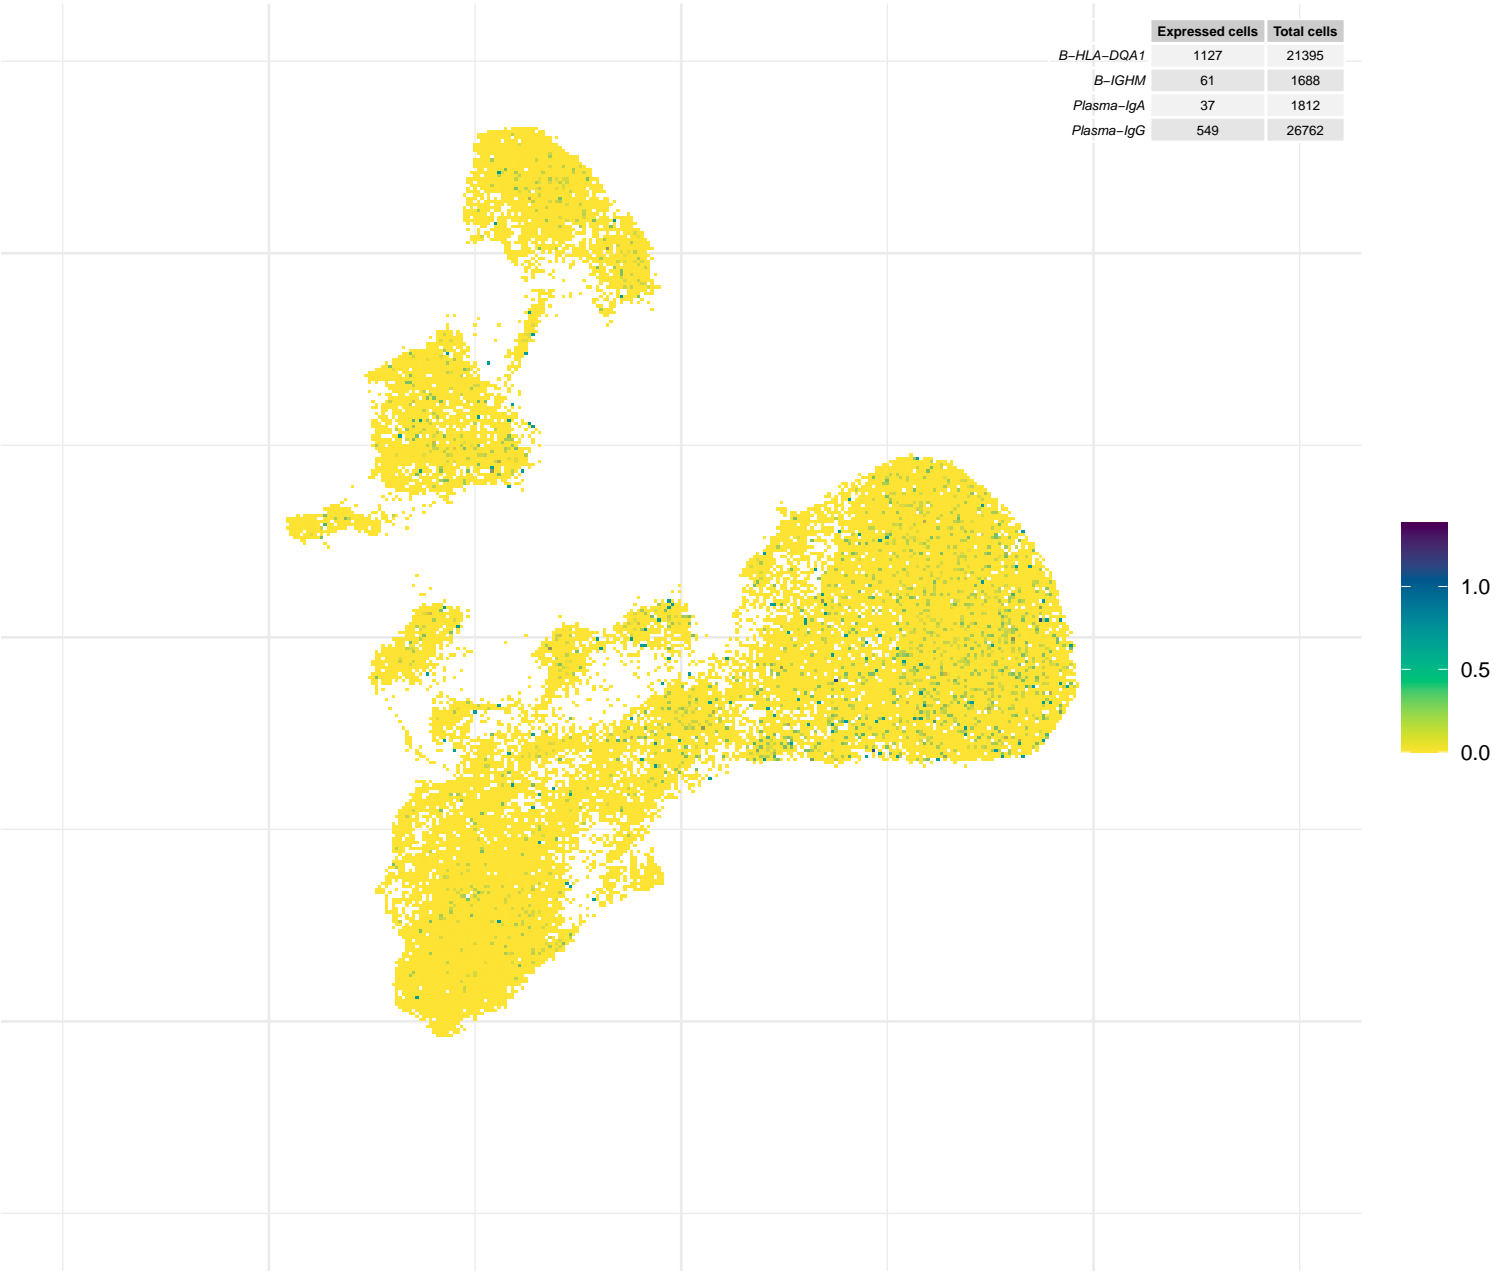 Expressed cells Total cells
B−HLA−DQA1 1127 21395
B−IGHM 61 1688
Plasma−IgA 37 1812
Plasma−IgG 549 26762
1.0
0.5
0.0